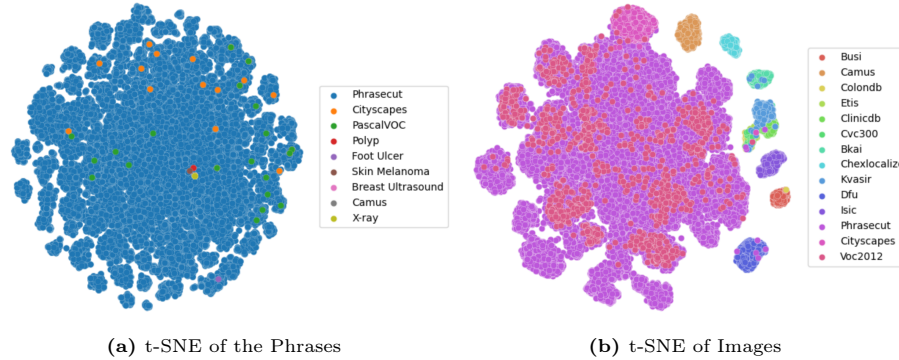 Phrasecut
Cityscapes
PascalVOC
Polyp
Foot Ulcer
Skin Melanoma
Breast Ultrasound
Camus
X-ray
Busi
Camus
Colondb
Etis
Clinicdb
Cvc300
Bkai
Chexlocalize
Kvasir
Dfu
Isic
Phrasecut
Cityscapes
Voc2012
(a) t-SNE of the Phrases
(b) t-SNE of Images